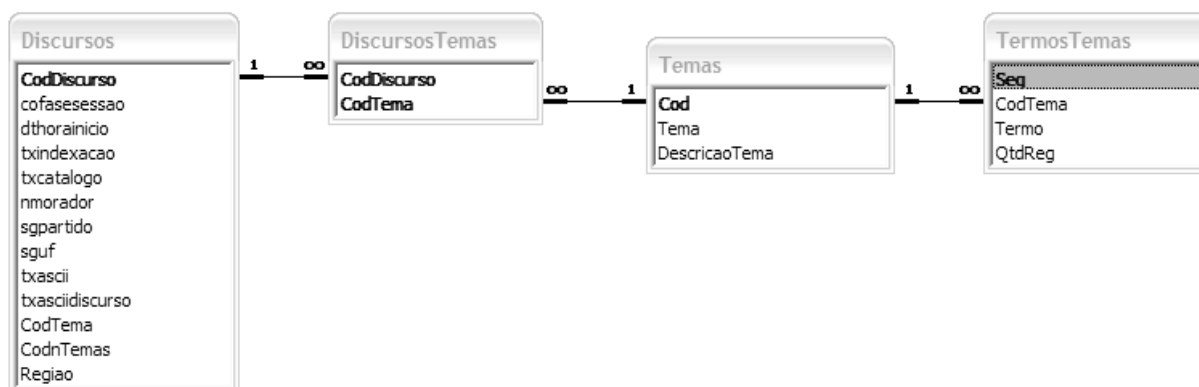 Discursos
CodDiscurso
cofasesessao
dthorainicio
txindexacao
txcatalogo
nmorador
sgpartido
sguf
txascii
txasciidiscurso
CodTema
CodnTemas
Regiao
1 ∞
DiscursosTemas
CodDiscurso
CodTema
∞ 1
Temas
Cod
Tema
DescricaoTema
1 ∞
TermosTemas
Seq
CodTema
Termo
QtdReg